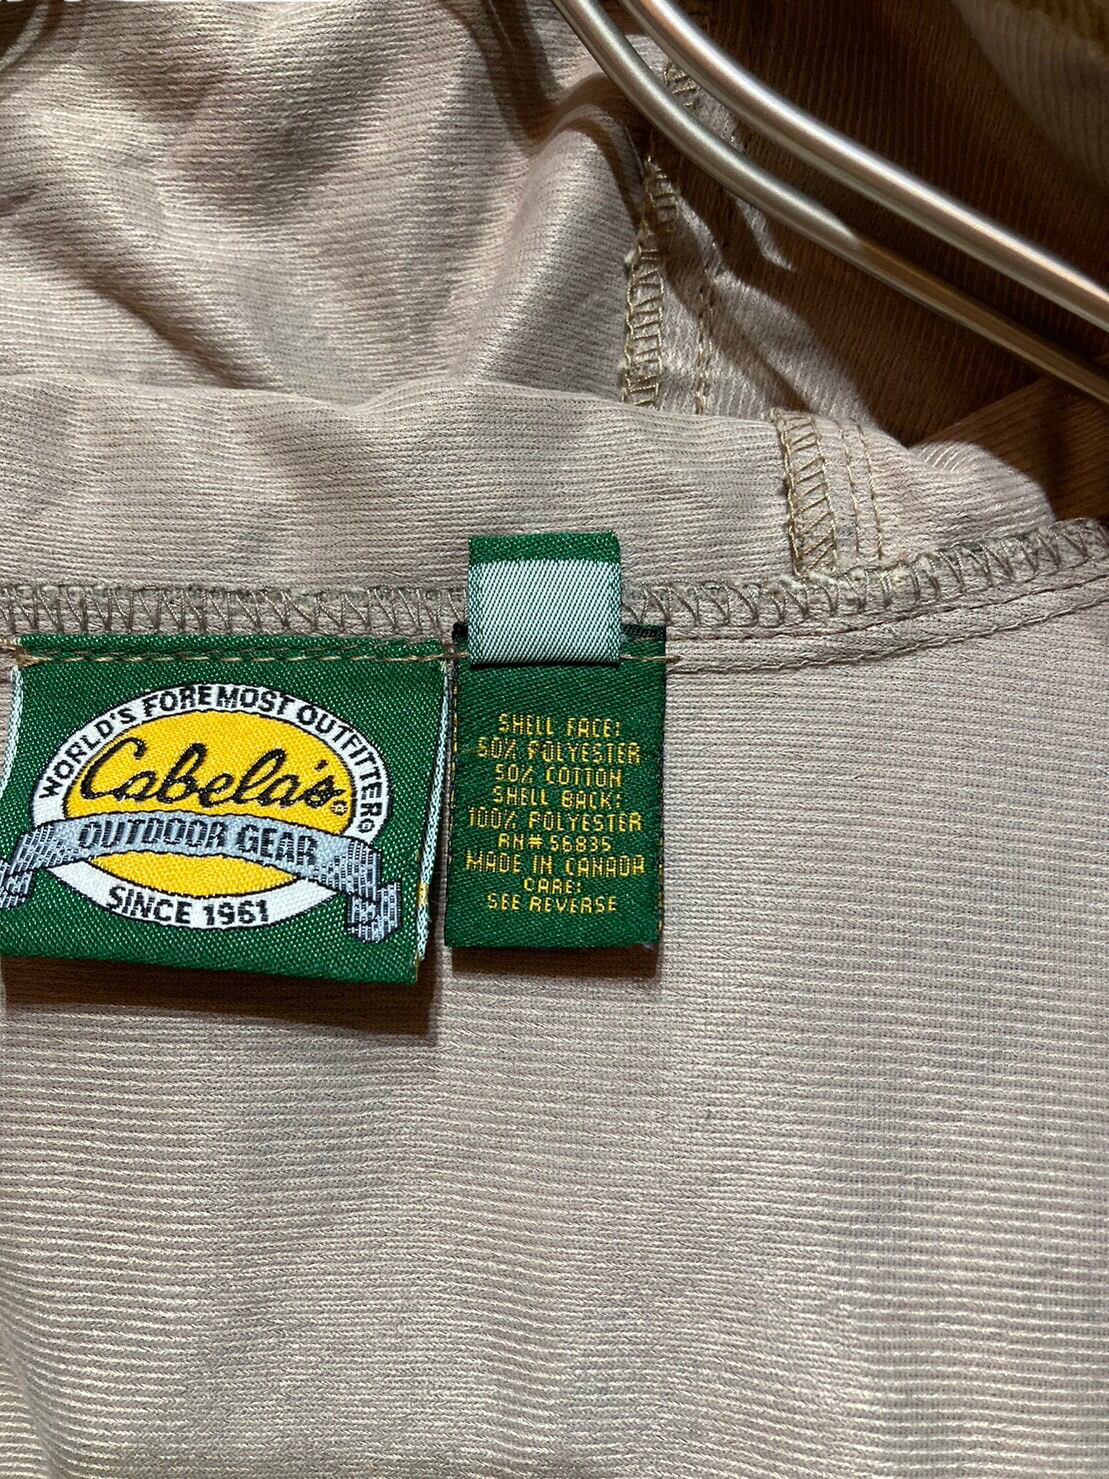 WORLD'S FOREMOST OUTFITTER
Cabela's®
OUTDOOR GEAR
SINCE 1961
SHELL FACE:
50% POLYESTER
50% COTTON
SHELL BACK:
100% POLYESTER
RN# 56835
MADE IN CANADA
CARE:
SEE REVERSE